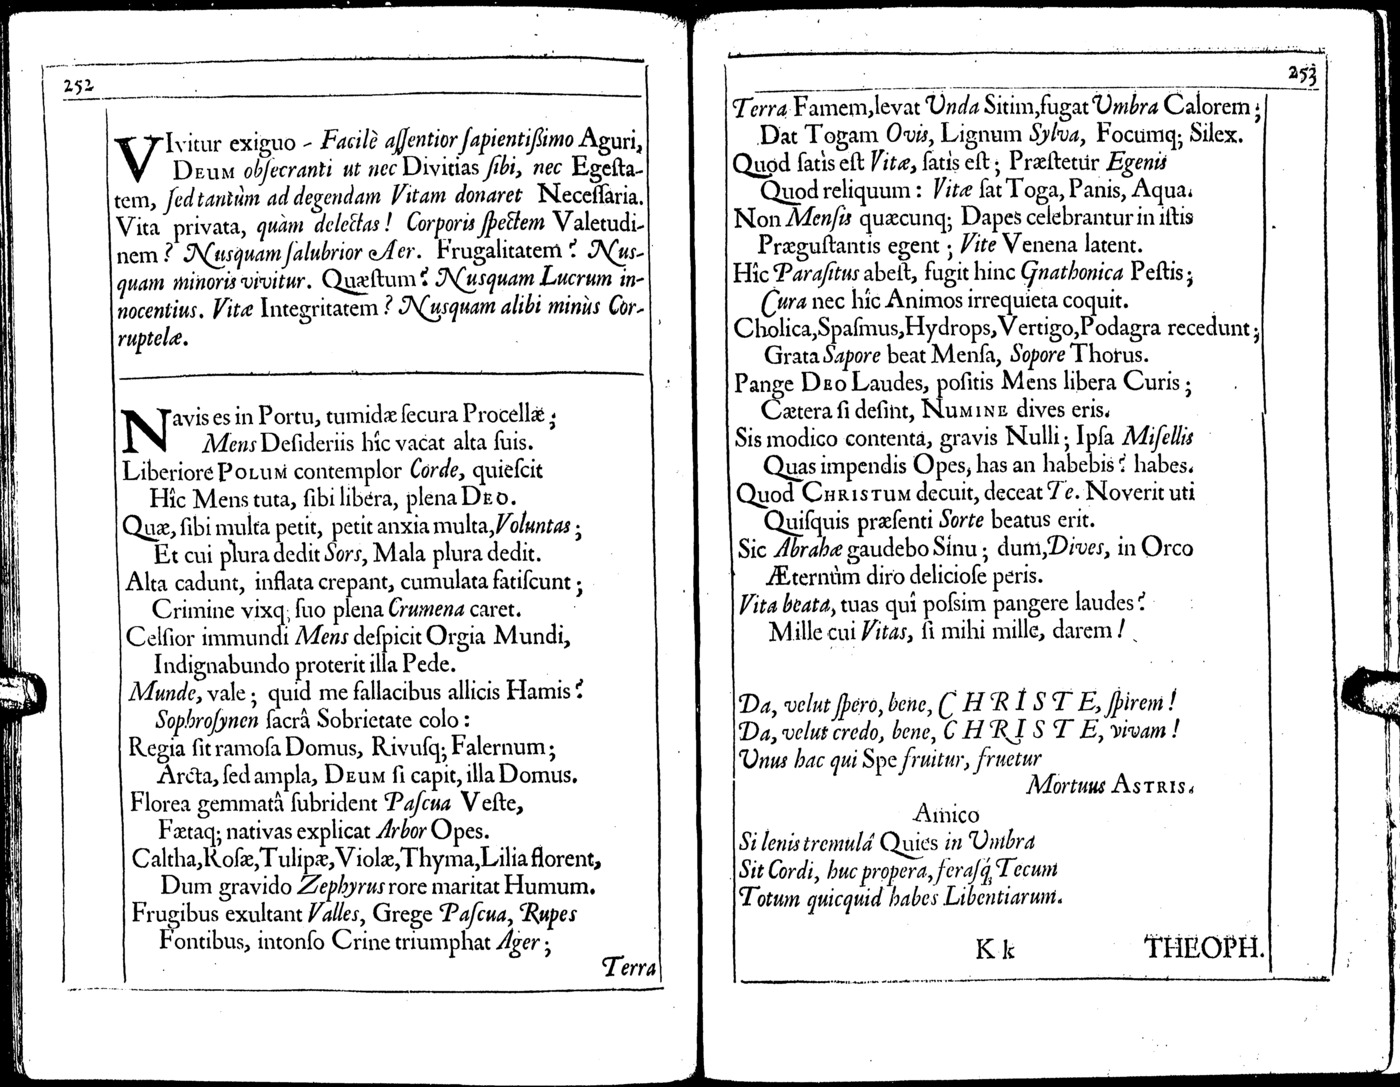 252
VIvitur exiguo - Facilè aſſentior ſapientiſſimo Aguri,
DEUM obſecranti ut nec Divitias ſibi, nec Egeſta-
tem, ſed tantùm ad degendam Vitam donaret Neceſſaria.
Vita privata, quàm delectas! Corporis ſpectem Valetudi-
nem? Nusquam ſalubrior Aer. Frugalitatem? Nus-
quam minoris vivitur. Quæſtum? Nusquam Lucrum in-
nocentius. Vitæ Integritatem? Nusquam alibi minùs Cor-
ruptelæ.
Navis es in Portu, tumidæ ſecura Procellæ;
Mens Deſideriis hîc vacat alta ſuis.
Liberiore POLUM contemplor Corde, quieſcit
Hîc Mens tuta, ſibi libera, plena DEO.
Quæ, ſibi multa petit, petit anxia multa, Voluntas;
Et cui plura dedit Sors, Mala plura dedit.
Alta cadunt, inflata crepant, cumulata fatiſcunt;
Crimine vixq; ſuo plena Crumena caret.
Celſior immundi Mens deſpicit Orgia Mundi,
Indignabundo proterit illa Pede.
Munde, vale; quid me fallacibus allicis Hamis?
Sophroſynen ſacrâ Sobrietate colo:
Regia ſit ramoſa Domus, Rivuſq; Falernum;
Arcta, ſed ampla, DEUM ſi capit, illa Domus.
Florea gemmatâ ſubrident Paſcua Veſte,
Fætaq; nativas explicat Arbor Opes.
Caltha, Roſæ, Tulipæ, Violæ, Thyma, Lilia florent,
Dum gravido Zephyrus rore maritat Humum.
Frugibus exultant Valles, Grege Paſcua, Rupes
Fontibus, intonſo Crine triumphat Ager;
Terra
253
Terra Famem, levat Unda Sitim, fugat Umbra Calorem;
Dat Togam Ovis, Lignum Sylva, Focumq; Silex.
Quod ſatis eſt Vitæ, ſatis eſt; Præſtetur Egenis
Quod reliquum: Vitæ ſat Toga, Panis, Aqua.
Non Menſis quæcunq; Dapes celebrantur in iſtis
Præguſtantis egent; Vite Venena latent.
Hîc Paraſitus abeſt, fugit hinc Gnathonica Peſtis;
Cura nec hîc Animos irrequieta coquit.
Cholica, Spaſmus, Hydrops, Vertigo, Podagra recedunt;
Grata Sapore beat Menſa, Sopore Thorus.
Pange DEO Laudes, poſitis Mens libera Curis;
Cætera ſi deſint, NUMINE dives eris.
Sis modico contenta, gravis Nulli; Ipſa Miſellis
Quas impendis Opes, has an habebis? habes.
Quod CHRISTUM decuit, deceat Te. Noverit uti
Quiſquis præſenti Sorte beatus erit.
Sic Abrahæ gaudebo Sinu; dum, Dives, in Orco
Æternùm diro delicioſe peris.
Vita beata, tuas quî poſſim pangere laudes?
Mille cui Vitas, ſi mihi mille, darem!
Da, velut ſpero, bene, CHRISTE, ſpirem!
Da, velut credo, bene, CHRISTE, vivam!
Unus hac qui Spe fruitur, fruetur
Mortuus ASTRIS.
Amico
Si lenis tremulâ Quies in Umbra
Sit Cordi, huc propera, feraſq; Tecum
Totum quicquid habes Libentiarum.
K k THEOPH.